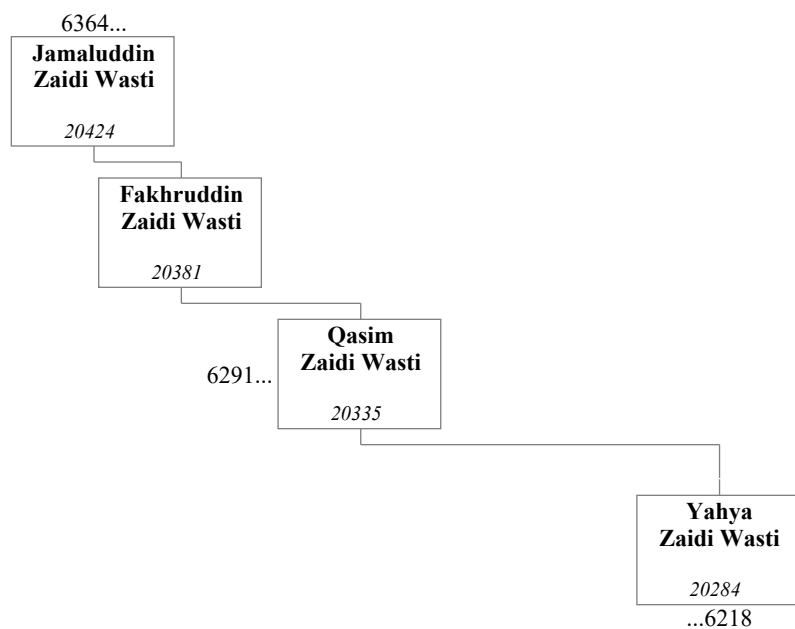 6364...
Jamaluddin
Zaidi Wasti
20424
Fakhruddin
Zaidi Wasti
20381
Qasim
Zaidi Wasti
6291...
20335
Yahya
Zaidi Wasti
20284
...6218